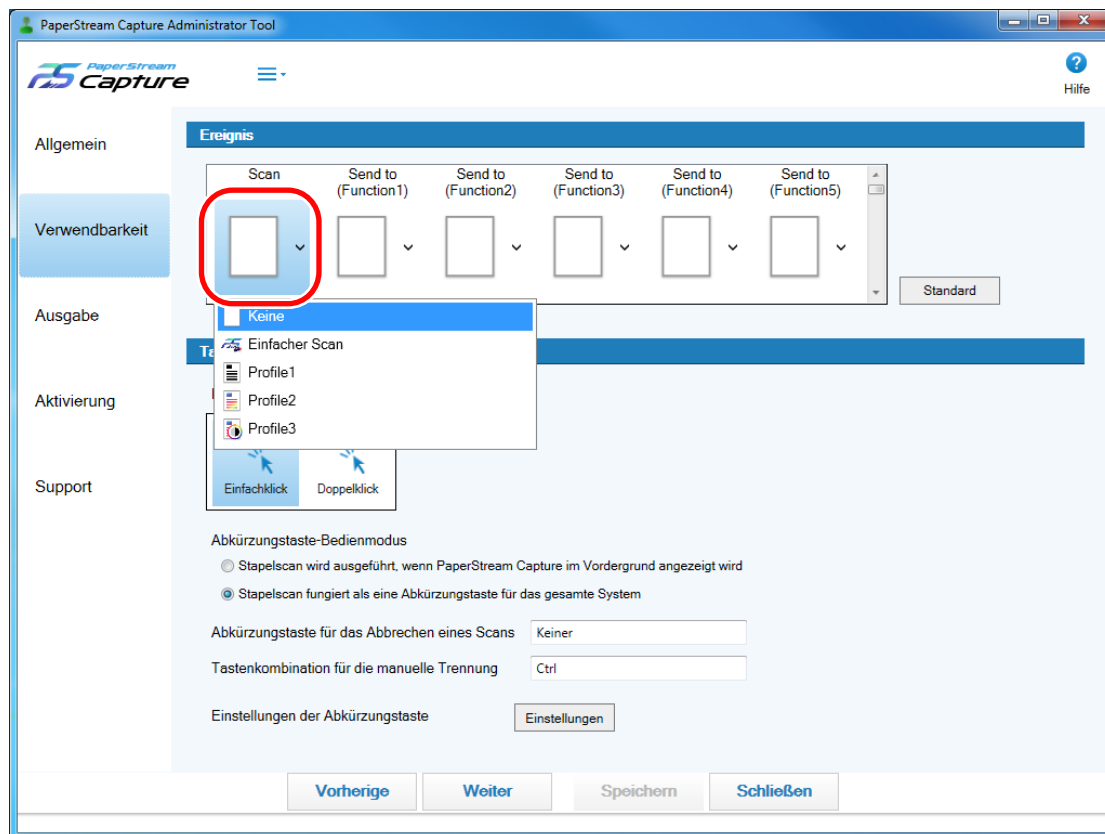 PaperStream Capture Administrator Tool
PaperStream
Capture
Hilfe
Allgemein
Verwendbarkeit
Ausgabe
Aktivierung
Support
Ereignis
Scan
Send to
(Function1)
Send to
(Function2)
Send to
(Function3)
Send to
(Function4)
Send to
(Function5)
Standard
Keine
Einfacher Scan
Profile1
Profile2
Profile3
Einfachklick
Doppelklick
Abkürzungstaste-Bedienmodus
Stapelscan wird ausgeführt, wenn PaperStream Capture im Vordergrund angezeigt wird
Stapelscan fungiert als eine Abkürzungstaste für das gesamte System
Abkürzungstaste für das Abbrechen eines Scans Keiner
Tastenkombination für die manuelle Trennung Ctrl
Einstellungen der Abkürzungstaste Einstellungen
Vorherige Weiter Speichern Schließen